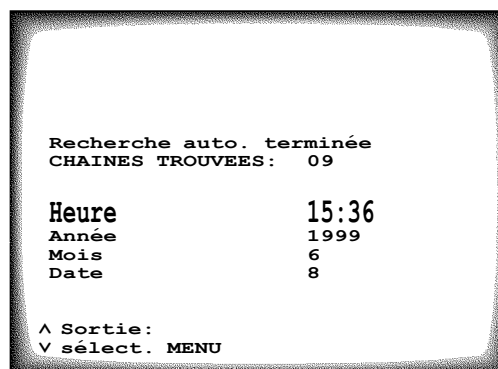 Recherche auto. terminée
CHAINES TROUVEES: 09
Heure 15:36
Année 1999
Mois 6
Date 8
∧ Sortie:
∨ sélect. MENU